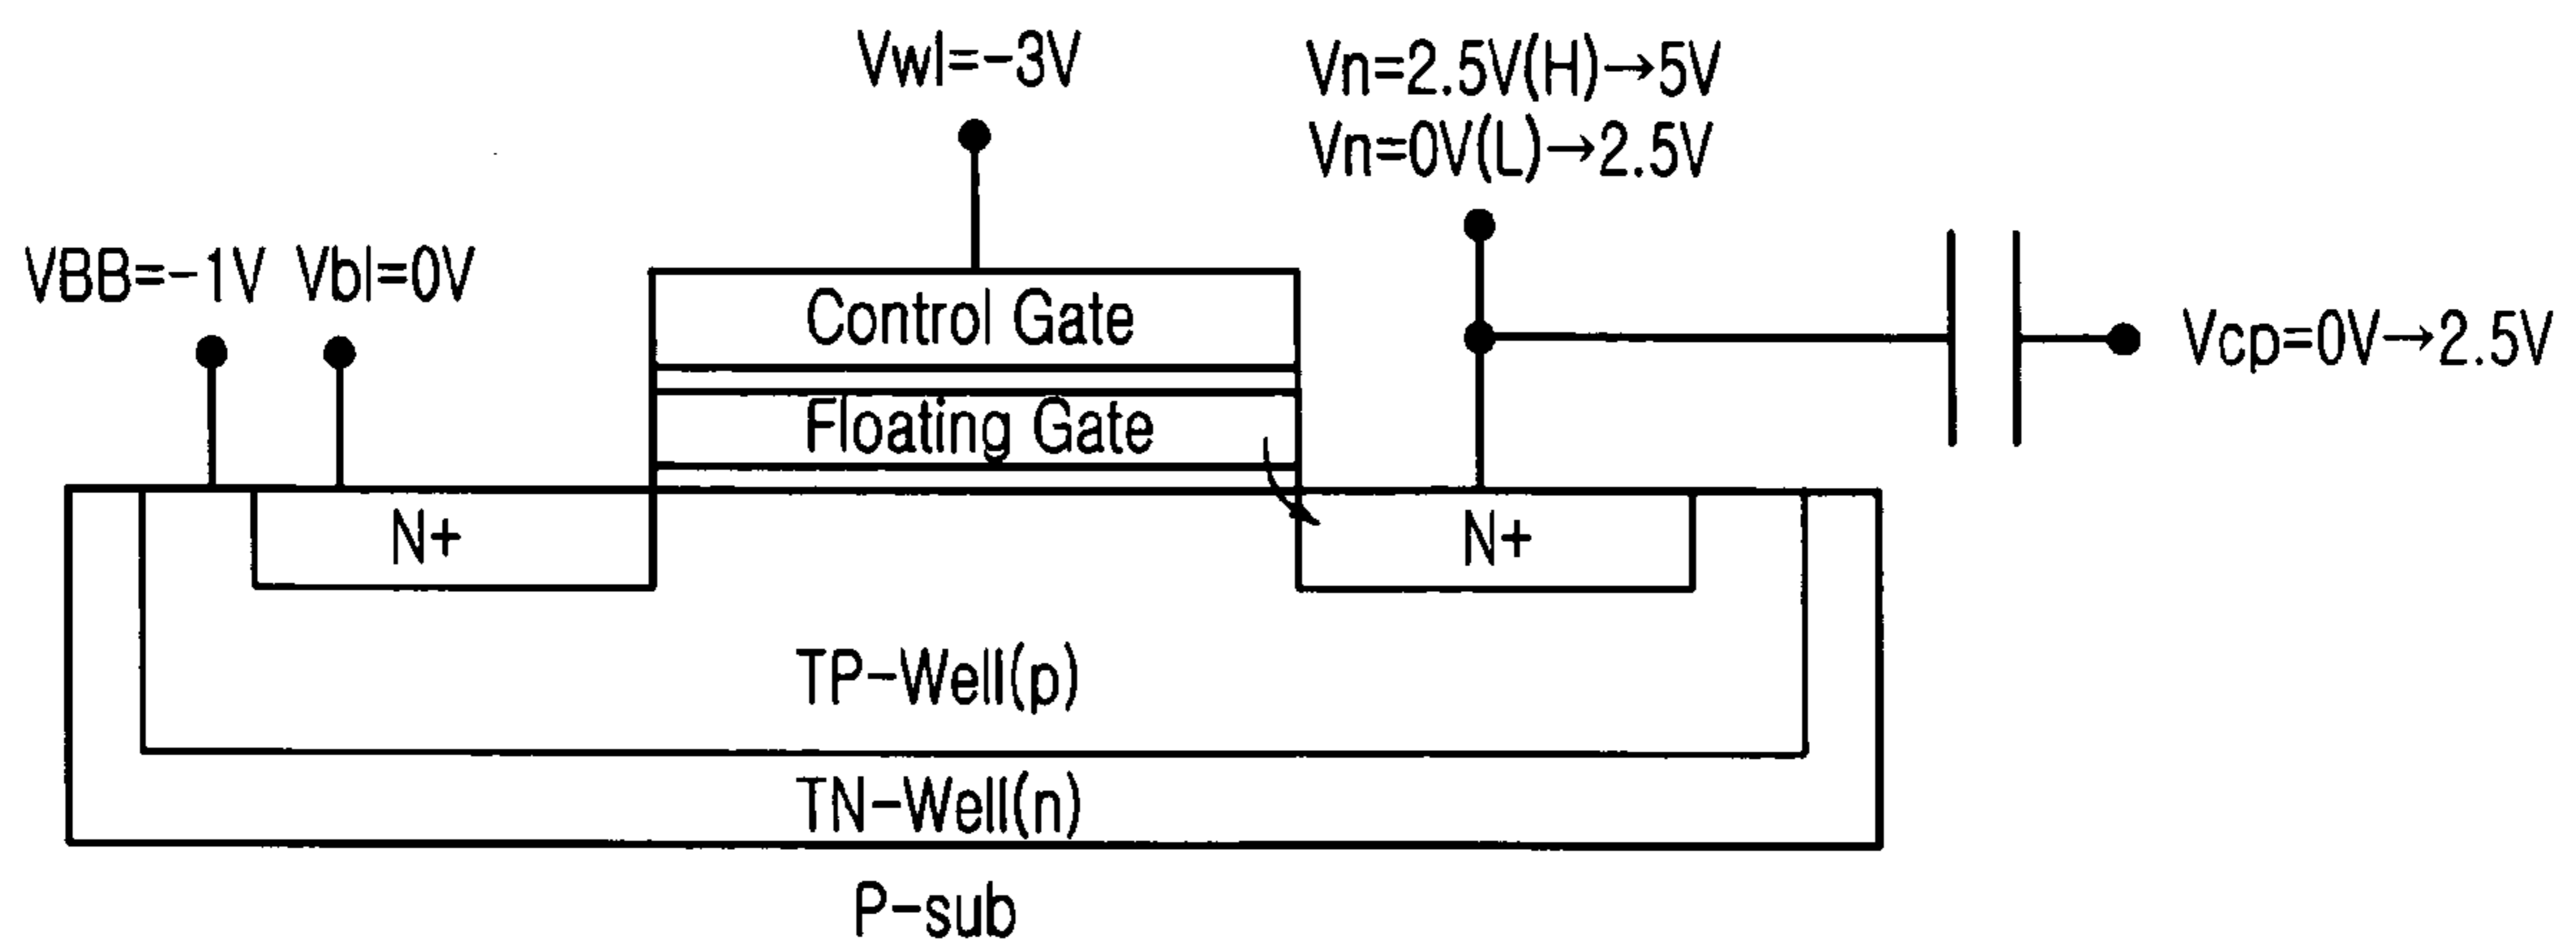 Vwl=-3V
Vn=2.5V(H)→5V
Vn=0V(L)→2.5V
VBB=-1V Vbl=0V
Control Gate
Vcp=0V→2.5V
Floating Gate
N+
N+
TP-Well(p)
TN-Well(n)
P-sub